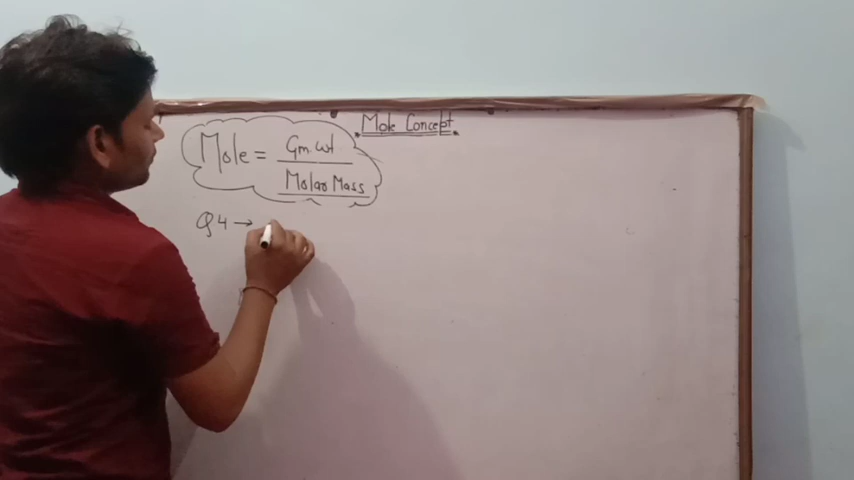 Mole Concept
Mole = Gm. wt
Molar Mass
Q4 →